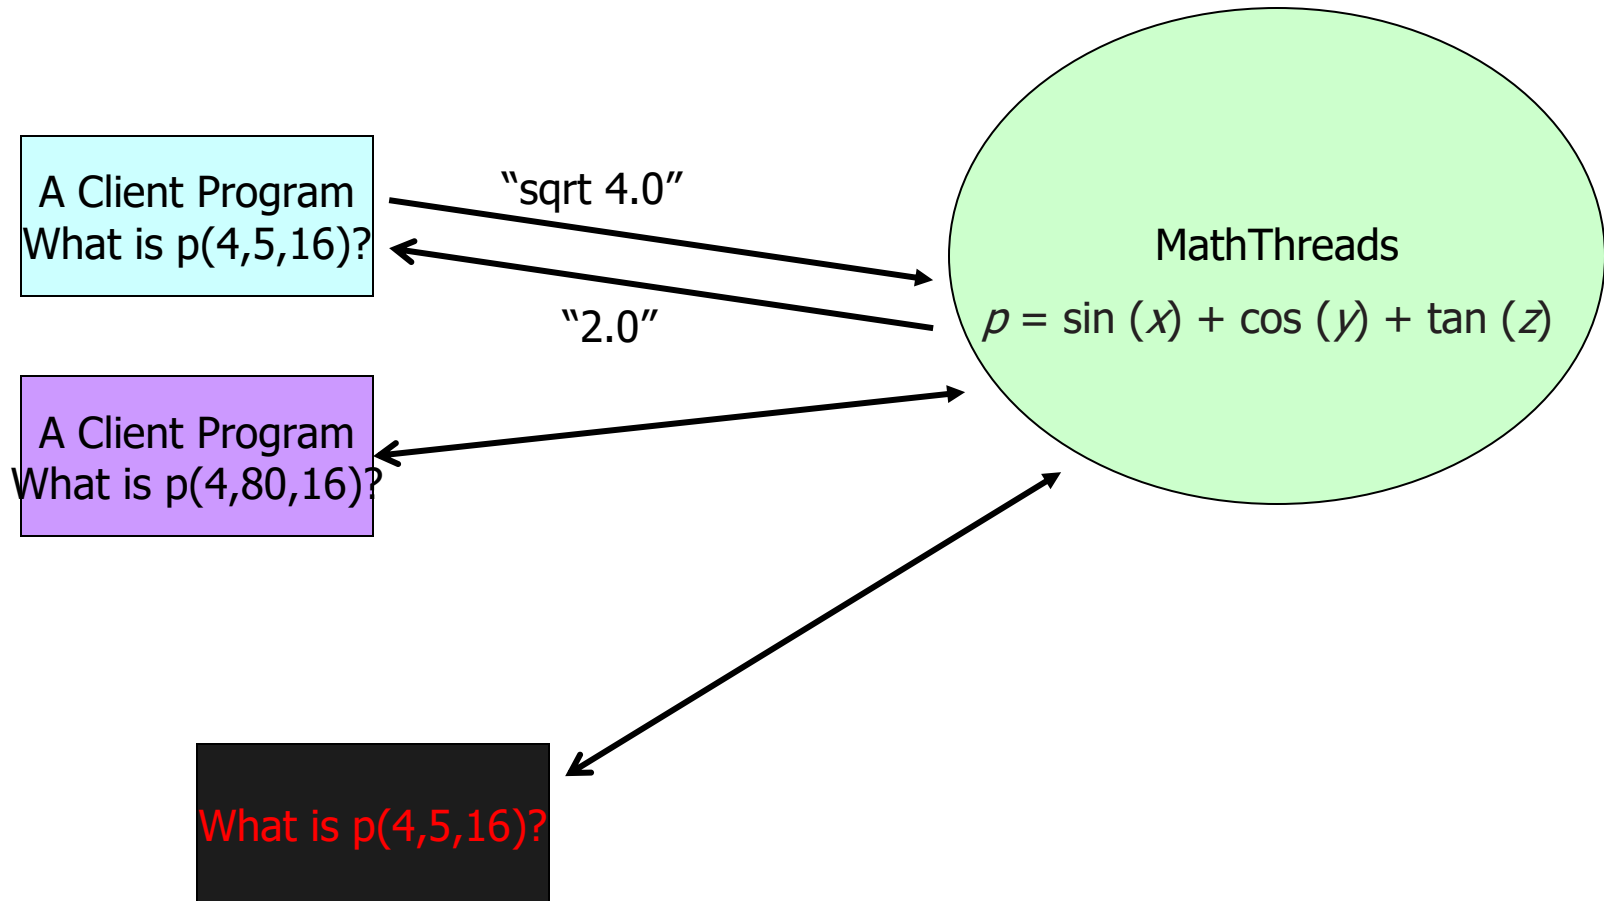 A Client Program
What is p(4,5,16)?
“sqrt 4.0”
“2.0”
MathThreads
p = sin (x) + cos (y) + tan (z)
A Client Program
What is p(4,80,16)?
What is p(4,5,16)?